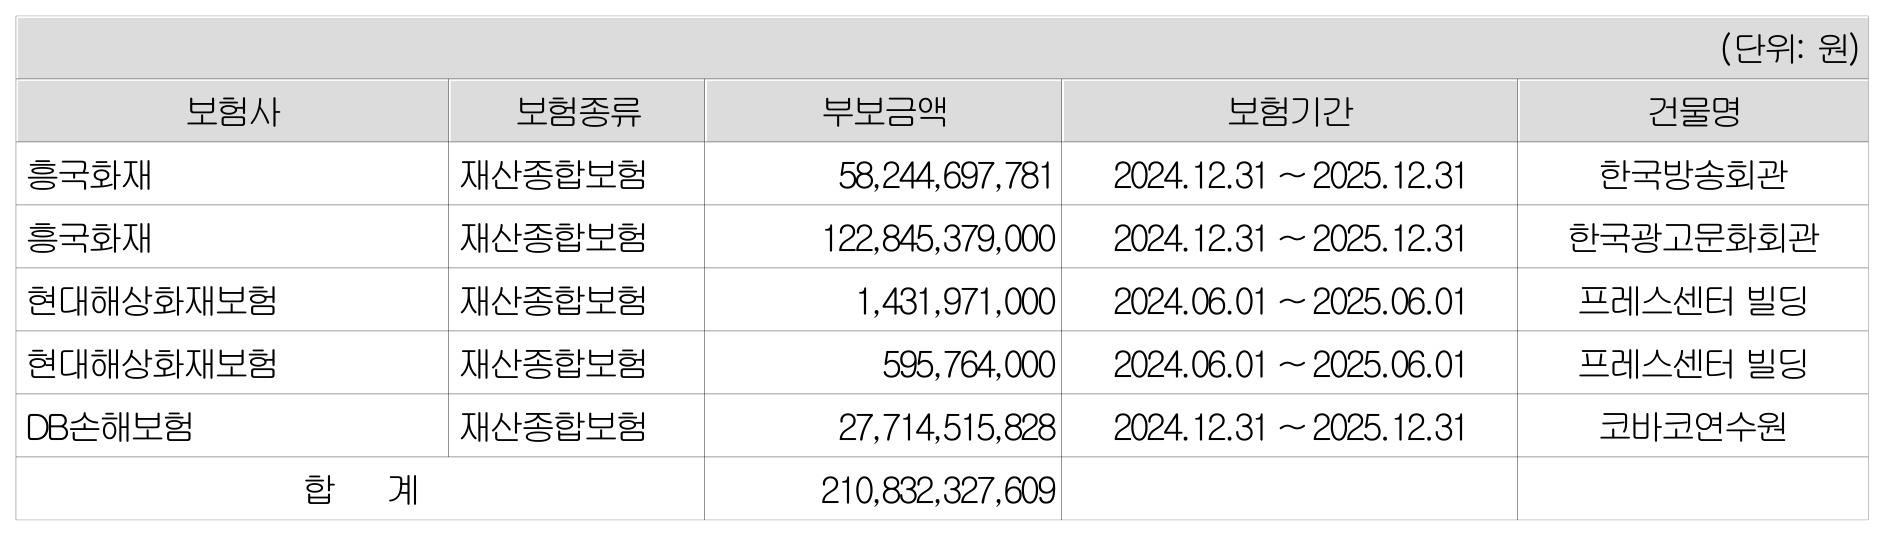 (단위: 원)
보험사 보험종류 부보금액 보험기간 건물명
흥국화재 재산종합보험 58,244,697,781 2024.12.31 ~ 2025.12.31 한국방송회관
흥국화재 재산종합보험 122,845,379,000 2024.12.31 ~ 2025.12.31 한국광고문화회관
현대해상화재보험 재산종합보험 1,431,971,000 2024.06.01 ~ 2025.06.01 프레스센터 빌딩
현대해상화재보험 재산종합보험 595,764,000 2024.06.01 ~ 2025.06.01 프레스센터 빌딩
DB손해보험 재산종합보험 27,714,515,828 2024.12.31 ~ 2025.12.31 코바코연수원
합 계 210,832,327,609